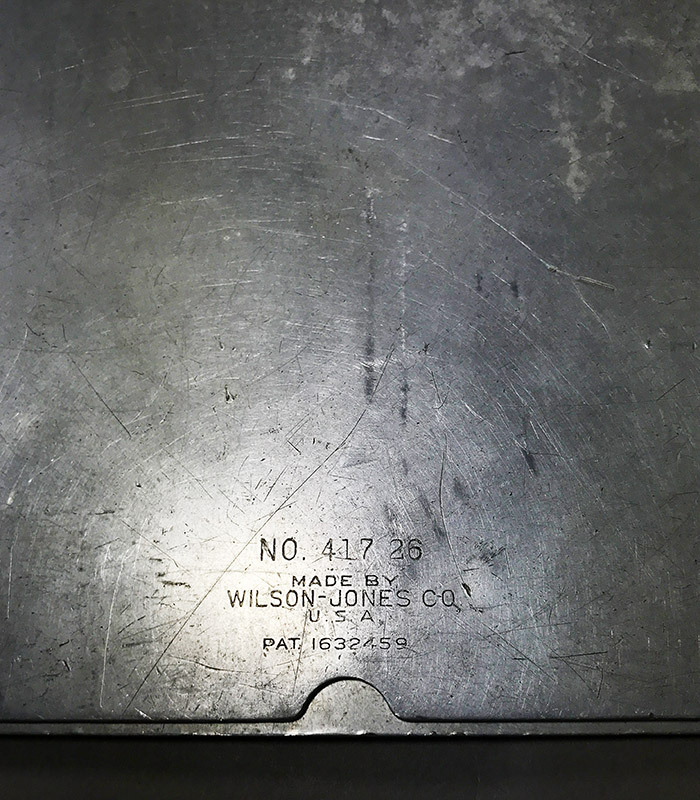 NO. 417 26
MADE BY
WILSON-JONES CO.
U.S.A.
PAT. 1632459